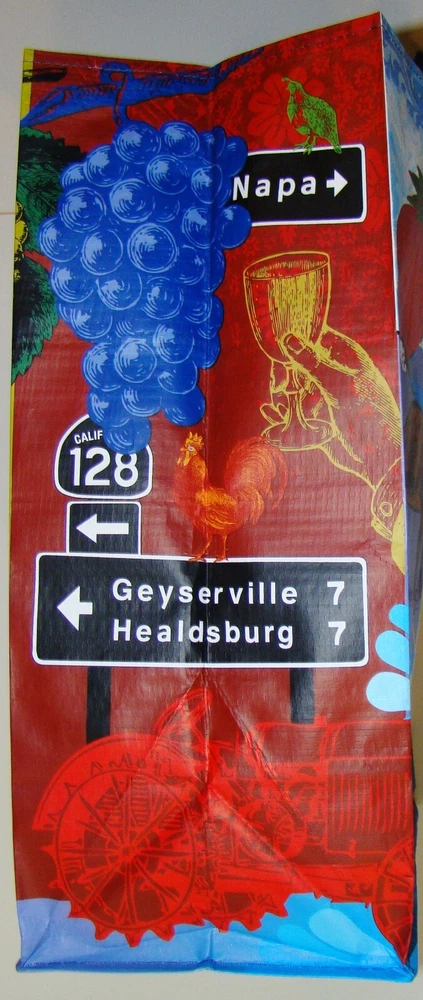 Napa
CALIF
128
Geyserville 7
Healdsburg 7